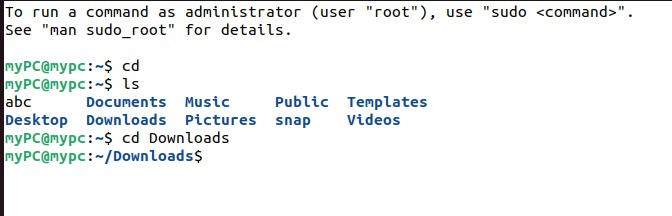 To run a command as administrator (user "root"), use "sudo <command>".
See "man sudo_root" for details.
myPC@mypc:~$ cd
myPC@mypc:~$ ls
abc Documents Music Public Templates
Desktop Downloads Pictures snap Videos
myPC@mypc:~$ cd Downloads
myPC@mypc:~/Downloads$